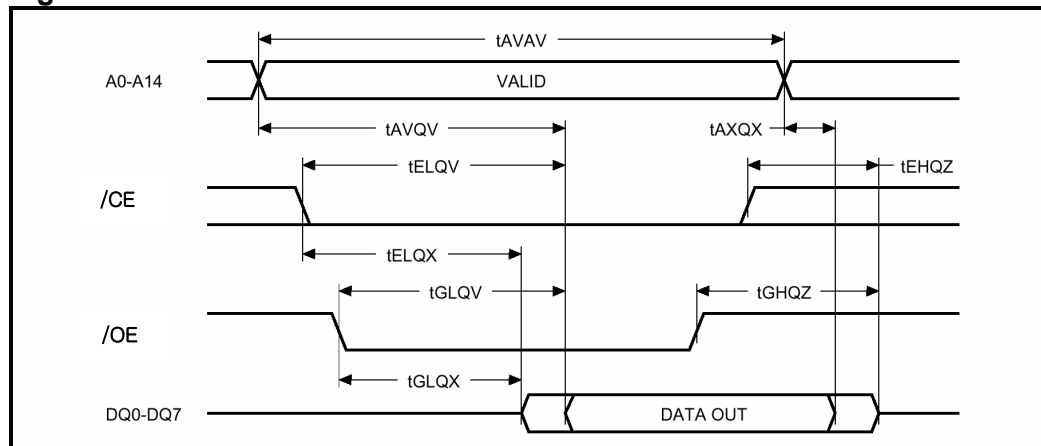 tAVAV
A0-A14
VALID
tAVQV
tAXQX
tELQV
tEHQZ
/CE
tELQX
tGLQV
tGHQZ
/OE
tGLQX
DQ0-DQ7
DATA OUT